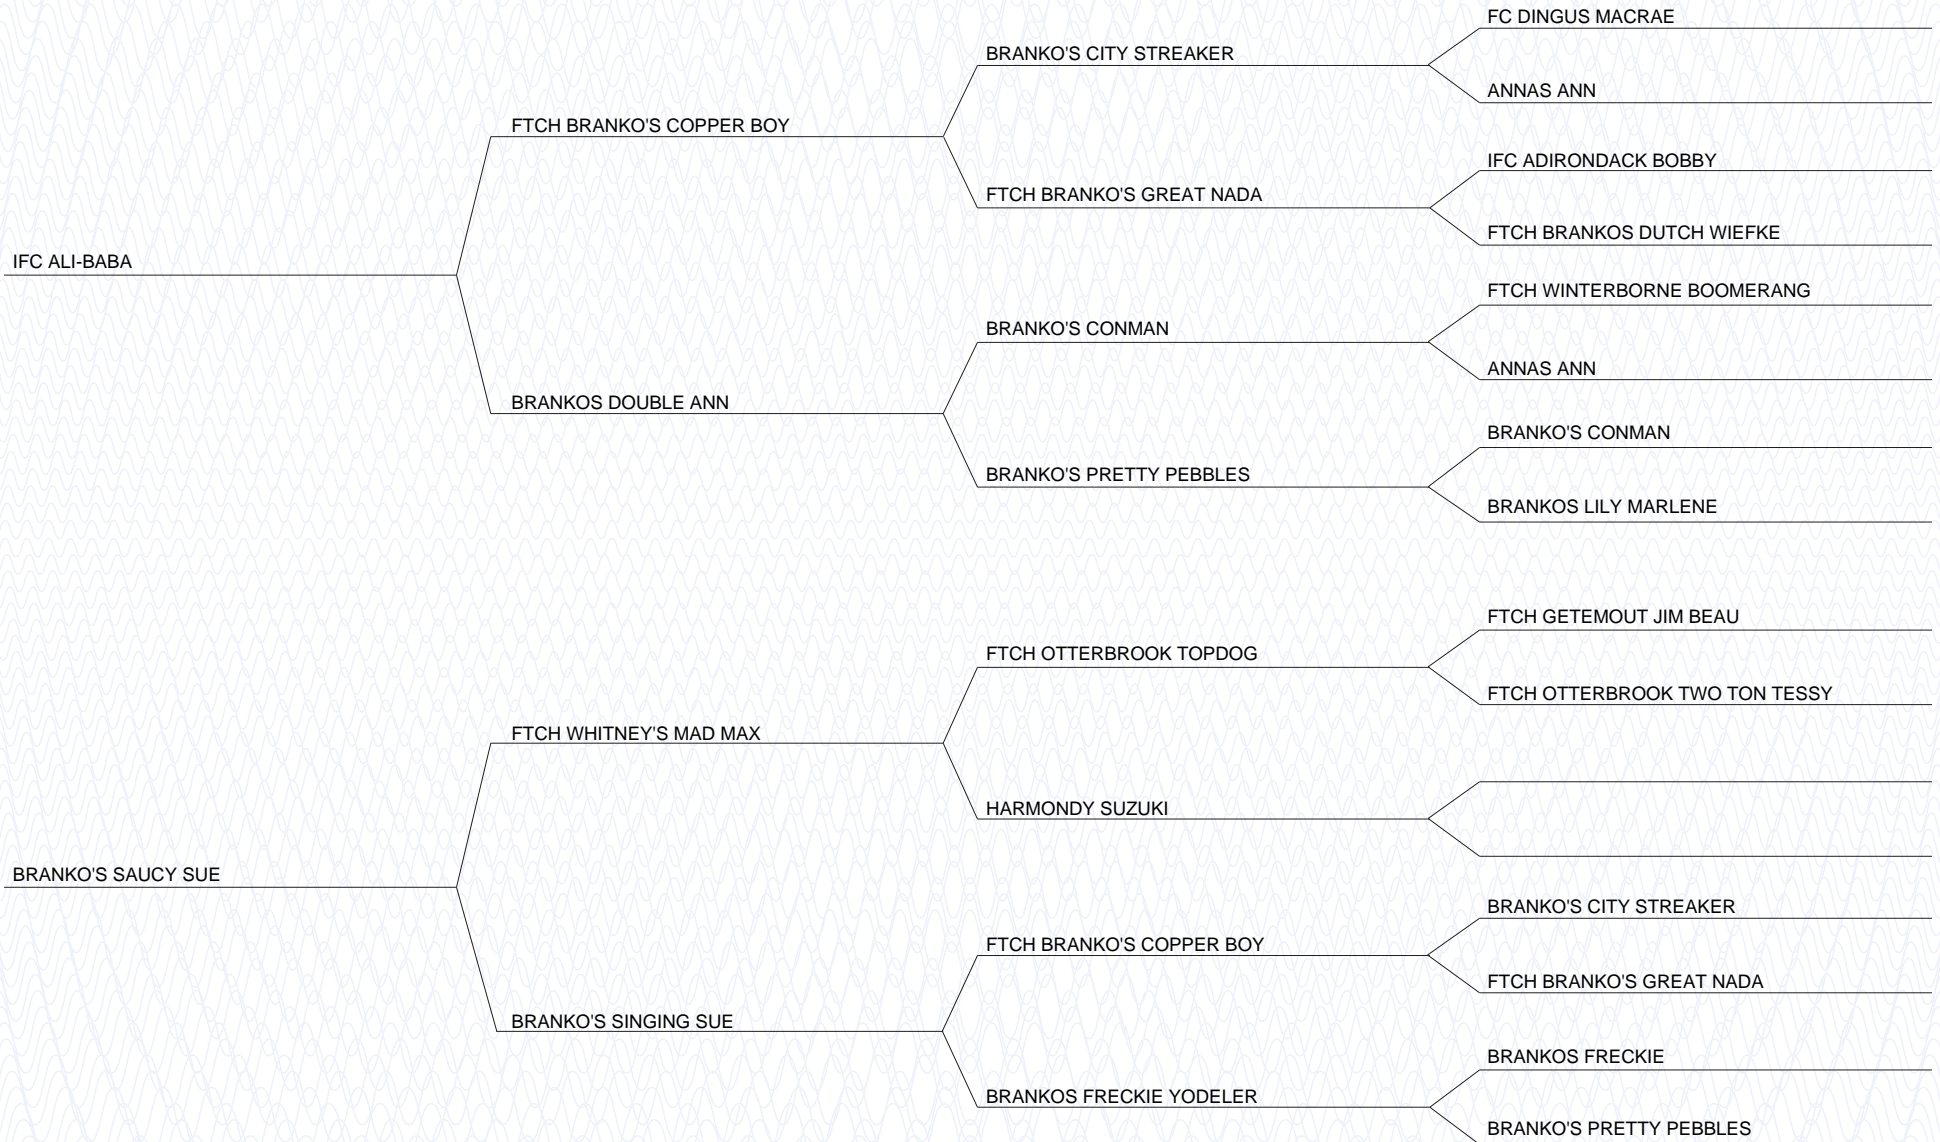 FC DINGUS MACRAE
BRANKO'S CITY STREAKER
ANNAS ANN
FTCH BRANKO'S COPPER BOY
IFC ADIRONDACK BOBBY
FTCH BRANKO'S GREAT NADA
FTCH BRANKOS DUTCH WIEFKE
IFC ALI-BABA
FTCH WINTERBORNE BOOMERANG
BRANKO'S CONMAN
ANNAS ANN
BRANKOS DOUBLE ANN
BRANKO'S CONMAN
BRANKO'S PRETTY PEBBLES
BRANKOS LILY MARLENE
FTCH GETEMOUT JIM BEAU
FTCH OTTERBROOK TOPDOG
FTCH OTTERBROOK TWO TON TESSY
FTCH WHITNEY'S MAD MAX
HARMONDY SUZUKI
BRANKO'S SAUCY SUE
BRANKO'S CITY STREAKER
FTCH BRANKO'S COPPER BOY
FTCH BRANKO'S GREAT NADA
BRANKO'S SINGING SUE
BRANKOS FRECKIE
BRANKOS FRECKIE YODELER
BRANKO'S PRETTY PEBBLES